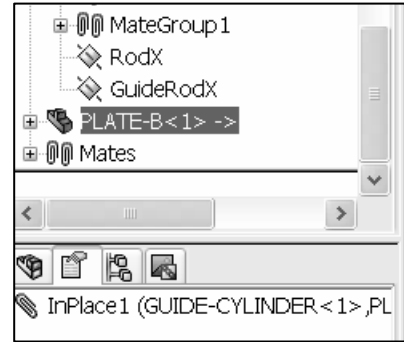 MateGroup1
RodX
GuideRodX
PLATE-B<1> ->
Mates
InPlace1 (GUIDE-CYLINDER<1>,PL